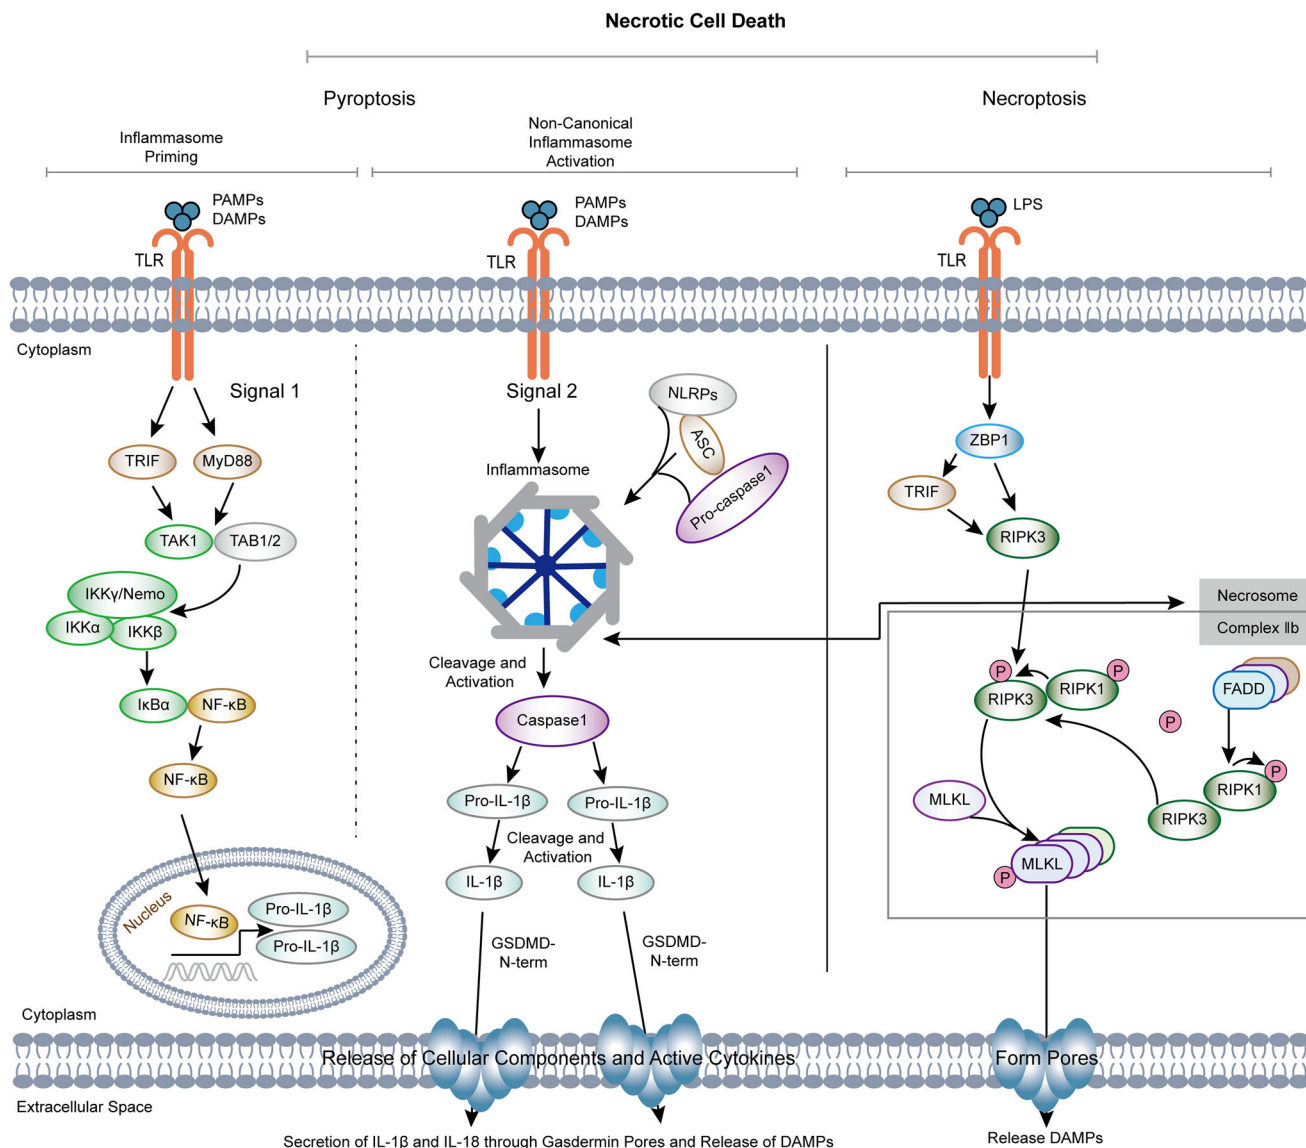 Necrotic Cell Death
Pyroptosis
Necroptosis
Inflammasome
Priming
Non-Canonical
Inflammasome
Activation
PAMPs
DAMPs
TLR
PAMPs
DAMPs
TLR
LPS
TLR
Cytoplasm
Signal 1
TRIF
MyD88
TAK1
TAB1/2
IKKγ/Nemo
IKKα
IKKβ
IκBα
NF-κB
NF-κB
Nucleus
NF-κB
Pro-IL-1β
Pro-IL-1β
Signal 2
NLRPs
ASC
Pro-caspase1
Inflammasome
Cleavage and
Activation
Caspase1
Pro-IL-1β
Pro-IL-1β
Cleavage and
Activation
IL-1β
IL-1β
GSDMD-
N-term
GSDMD-
N-term
ZBP1
TRIF
RIPK3
Necrosome
Complex llb
P
RIPK3
RIPK1
P
FADD
P
RIPK1
P
RIPK3
MLKL
MLKL
P
Cytoplasm
Release of Cellular Components and Active Cytokines
Form Pores
Extracellular Space
Secretion of IL-1β and IL-18 through Gasdermin Pores and Release of DAMPs
Release DAMPs